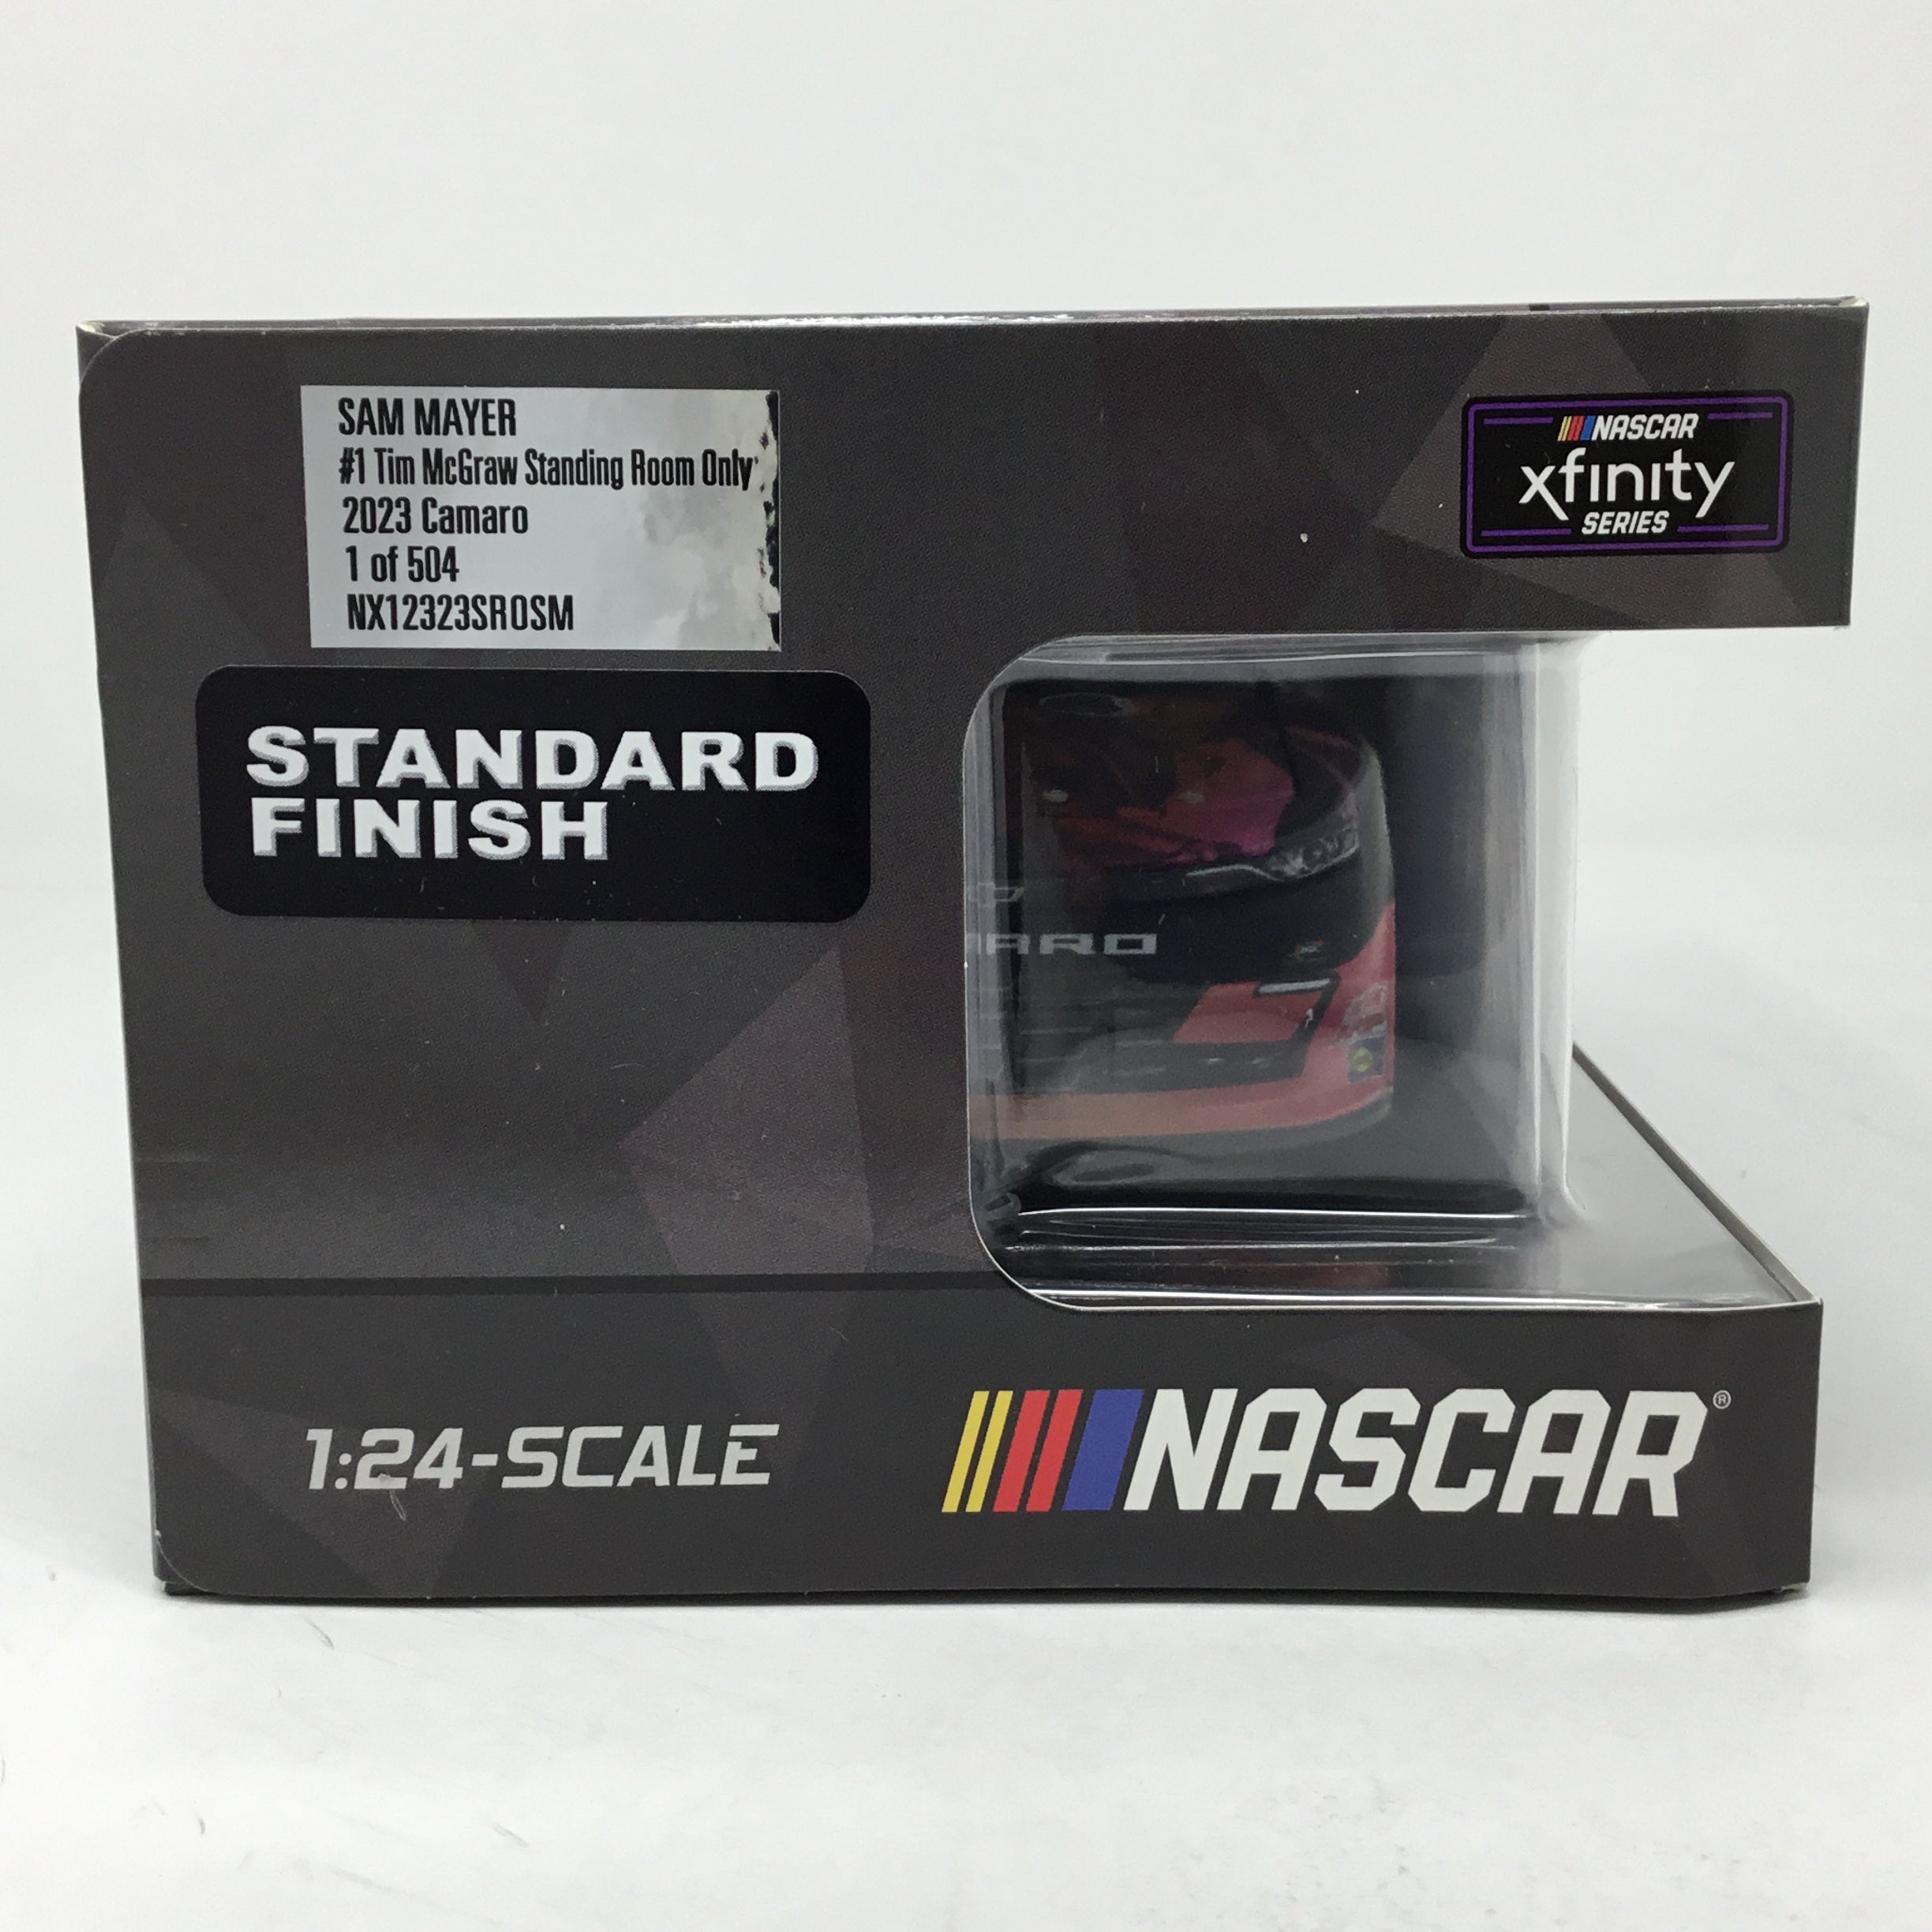 SAM MAYER
#1 Tim McGraw Standing Room Only
2023 Camaro
1 of 504
NX12323SROSM
NASCAR
xfinity
SERIES
STANDARD
FINISH
ARO
1:24-SCALE
NASCAR®